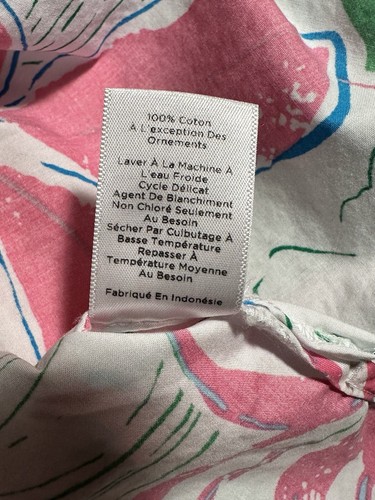 100% Coton
À L'exception Des
Ornements
Laver À La Machine À
L'eau Froide
Cycle Délicat
Agent De Blanchiment
Non Chloré Seulement
Au Besoin
Sécher Par Culbutage À
Basse Température
Repasser À
Température Moyenne
Au Besoin
Fabriqué En Indonésie